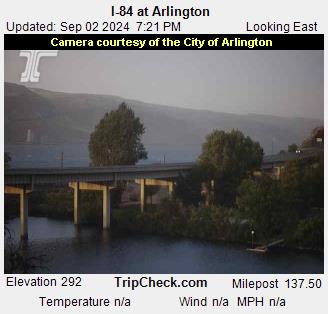 I-84 at Arlington
Updated: Sep 02 2024 7:21 PM Looking East
Camera courtesy of the City of Arlington
Elevation 292 TripCheck.com Milepost 137.50
Temperature n/a Wind n/a MPH n/a